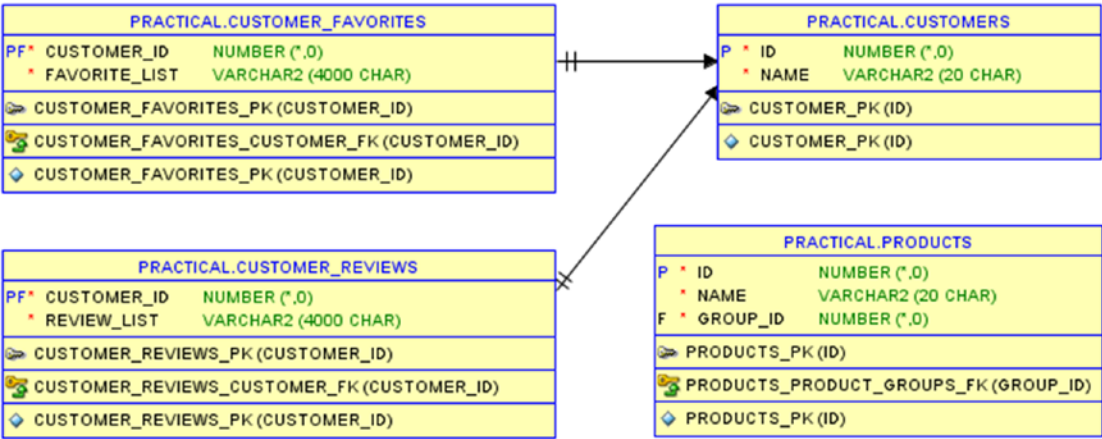 PRACTICAL.CUSTOMER_FAVORITES
PF* CUSTOMER_ID NUMBER (*,0)
* FAVORITE_LIST VARCHAR2 (4000 CHAR)
CUSTOMER_FAVORITES_PK (CUSTOMER_ID)
CUSTOMER_FAVORITES_CUSTOMER_FK (CUSTOMER_ID)
CUSTOMER_FAVORITES_PK (CUSTOMER_ID)
PRACTICAL.CUSTOMERS
P * ID NUMBER (*,0)
* NAME VARCHAR2 (20 CHAR)
CUSTOMER_PK (ID)
CUSTOMER_PK (ID)
PRACTICAL.CUSTOMER_REVIEWS
PF* CUSTOMER_ID NUMBER (*,0)
* REVIEW_LIST VARCHAR2 (4000 CHAR)
CUSTOMER_REVIEWS_PK (CUSTOMER_ID)
CUSTOMER_REVIEWS_CUSTOMER_FK (CUSTOMER_ID)
CUSTOMER_REVIEWS_PK (CUSTOMER_ID)
PRACTICAL.PRODUCTS
P * ID NUMBER (*,0)
* NAME VARCHAR2 (20 CHAR)
F * GROUP_ID NUMBER (*,0)
PRODUCTS_PK (ID)
PRODUCTS_PRODUCT_GROUPS_FK (GROUP_ID)
PRODUCTS_PK (ID)